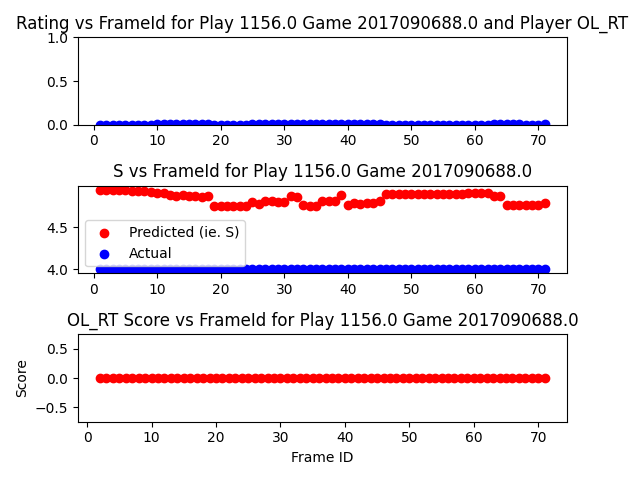 Rating vs FrameId for Play 1156.0 Game 2017090688.0 and Player OL_RT
1.0
0.5
0.0
0 10 20 30 40 50 60 70
S vs FrameId for Play 1156.0 Game 2017090688.0
4.5
4.0
Predicted (ie. S)
Actual
0 10 20 30 40 50 60 70
OL_RT Score vs FrameId for Play 1156.0 Game 2017090688.0
Score
0.5
0.0
−0.5
0 10 20 30 40 50 60 70
Frame ID